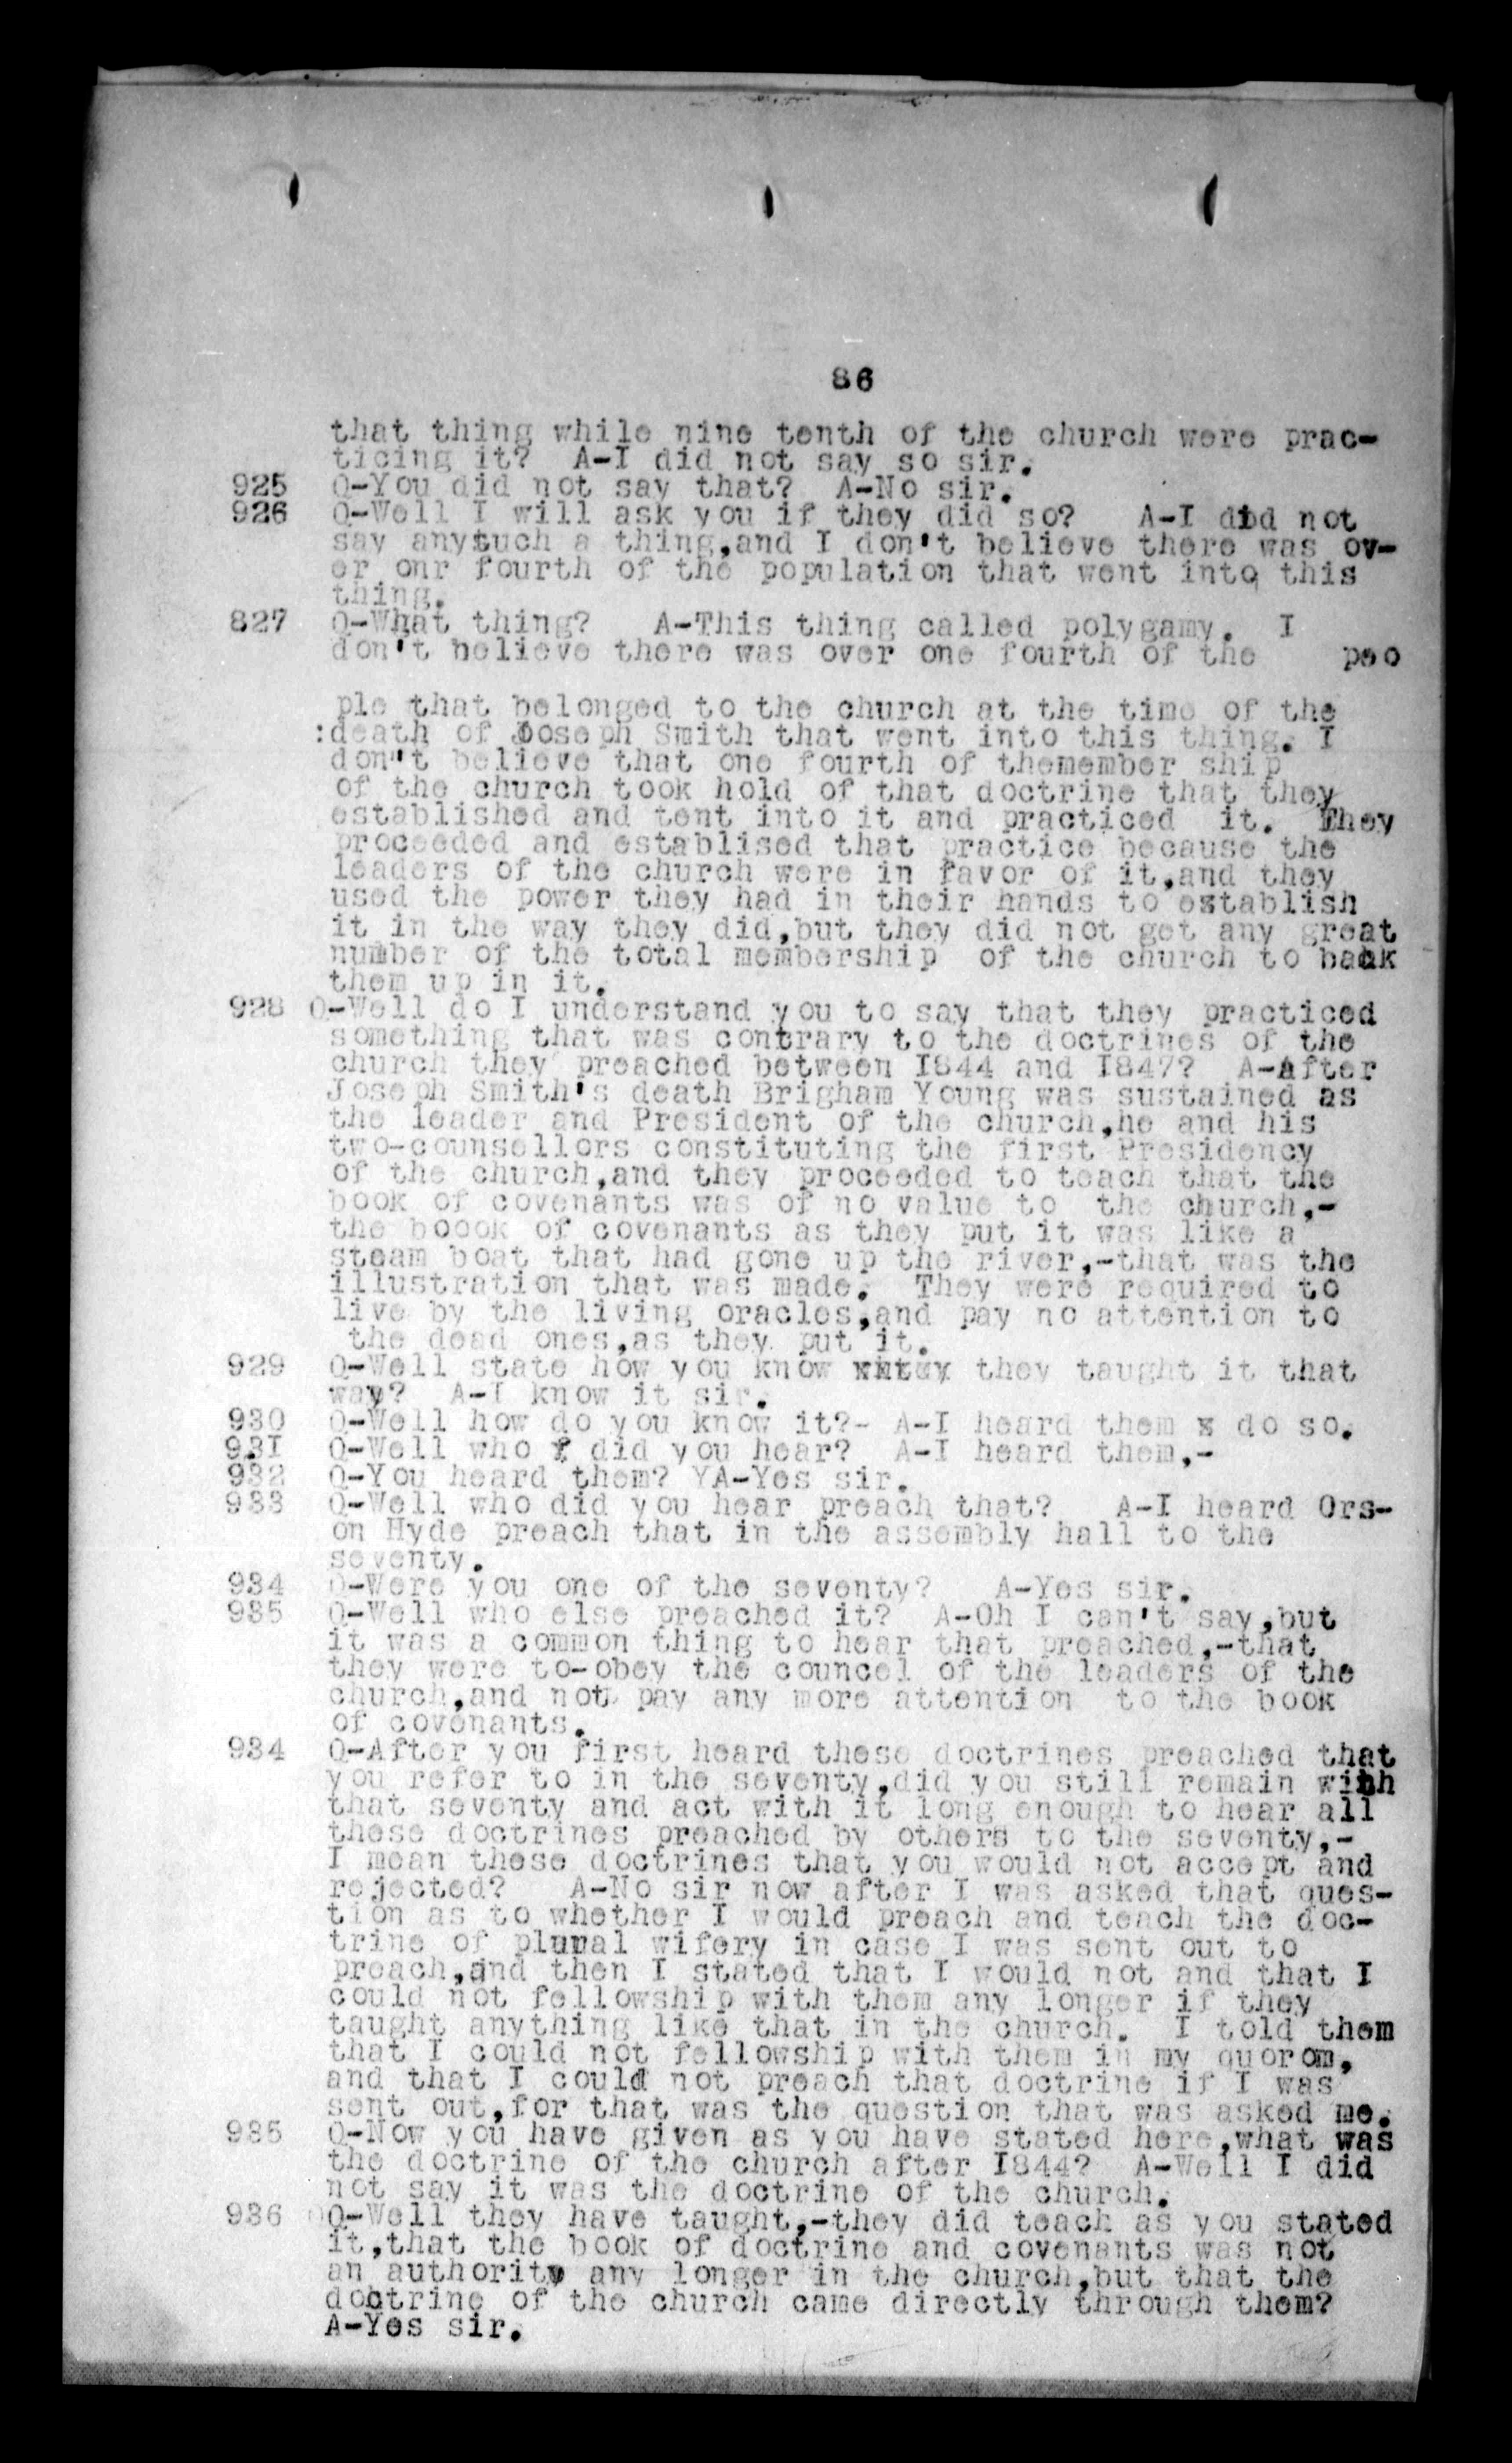 86
that thing while nine tenth of the church were prac-
ticing it?  A-I did not say so sir.
925 Q-You did not say that?  A-No sir.
926 Q-Well I will ask you if they did so?  A-I did not
say anytuch a thing,and I don't believe there was ov-
er onr fourth of the population that went into this
thing.
827 Q-What thing?  A-This thing called polygamy.  I
don't believe there was over one fourth of the peo
ple that belonged to the church at the time of the
:death of Joseph Smith that went into this thing. I
don"t believe that one fourth of themember ship
of the church took hold of that doctrine that they
established and tent into it and practiced it.  They
proceeded and establised that practice because the
leaders of the church were in favor of it,and they
used the power they had in their hands to establish
it in the way they did,but they did not get any great
number of the total membership of the church to back
them up in it.
928 Q-Well do I understand you to say that they practiced
something that was contrary to the doctrines of the
church they preached between I844 and I847?  A-After
Joseph Smith's death Brigham Young was sustained as
the leader and President of the church,he and his
two-counsellors constituting the first Presidency
of the church,and they proceeded to teach that the
book of covenants was of no value to the church,-
the boook of covenants as they put it was like a
steam boat that had gone up the river,-that was the
illustration that was made.  They were required to
live by the living oracles,and pay no attention to
the dead ones,as they put it.
929 Q-Well state how you know they taught it that
way?  A-I know it sir.
930 Q-Well how do you know it?- A-I heard them x do so.
93I Q-Well who f did you hear?  A-I heard them,-
932 Q-You heard them? YA-Yes sir.
933 Q-Well who did you hear preach that?  A-I heard Ors-
on Hyde preach that in the assembly hall to the
seventy.
934 Q-Were you one of the seventy?  A-Yes sir.
935 Q-Well who else preached it?  A-Oh I can't say,but
it was a common thing to hear that preached,-that
they were to-obey the councel of the leaders of the
church,and not pay any more attention to the book
of covenants.
934 Q-After you first heard these doctrines preached that
you refer to in the seventy,did you still remain with
that seventy and act with it long enough to hear all
these doctrines preached by others to the seventy,-
I mean these doctrines that you would not accept and
rejected?  A-No sir now after I was asked that ques-
tion as to whether I would preach and teach the doc-
trine of plural wifery in case I was sent out to
preach,and then I stated that I would not and that I
could not fellowship with them any longer if they
taught anything like that in the church.  I told them
that I could not fellowship with them in my quorom,
and that I could not preach that doctrine if I was
sent out,for that was the question that was asked me.
935 Q-Now you have given as you have stated here,what was
the doctrine of the church after I844?  A-Well I did
not say it was the doctrine of the church.
936 Q-Well they have taught,-they did teach as you stated
it,that the book of doctrine and covenants was not
an authority any longer in the church,but that the
doctrine of the church came directly through them?
A-Yes sir.